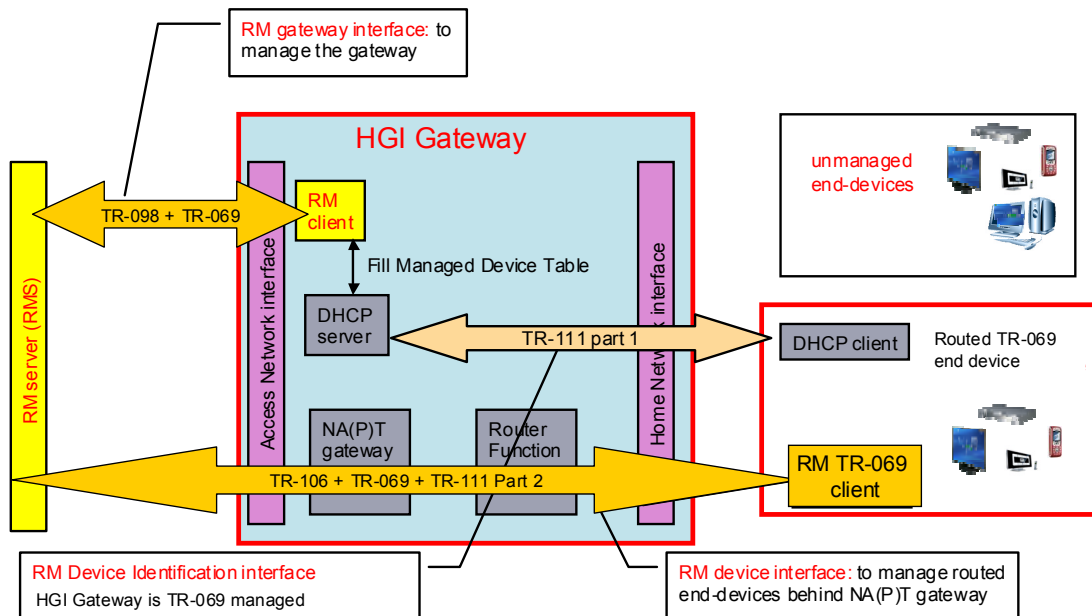 RM gateway interface: to
manage the gateway
HGI Gateway
unmanaged
end-devices
RM server (RMS)
Access Network interface
Home Network interface
TR-098 + TR-069
RM
client
Fill Managed Device Table
DHCP
server
TR-111 part 1
DHCP client
Routed TR-069
end device
NA(P)T
gateway
Router
Function
TR-106 + TR-069 + TR-111 Part 2
RM TR-069
client
RM Device Identification interface
HGI Gateway is TR-069 managed
RM device interface: to manage routed
end-devices behind NA(P)T gateway